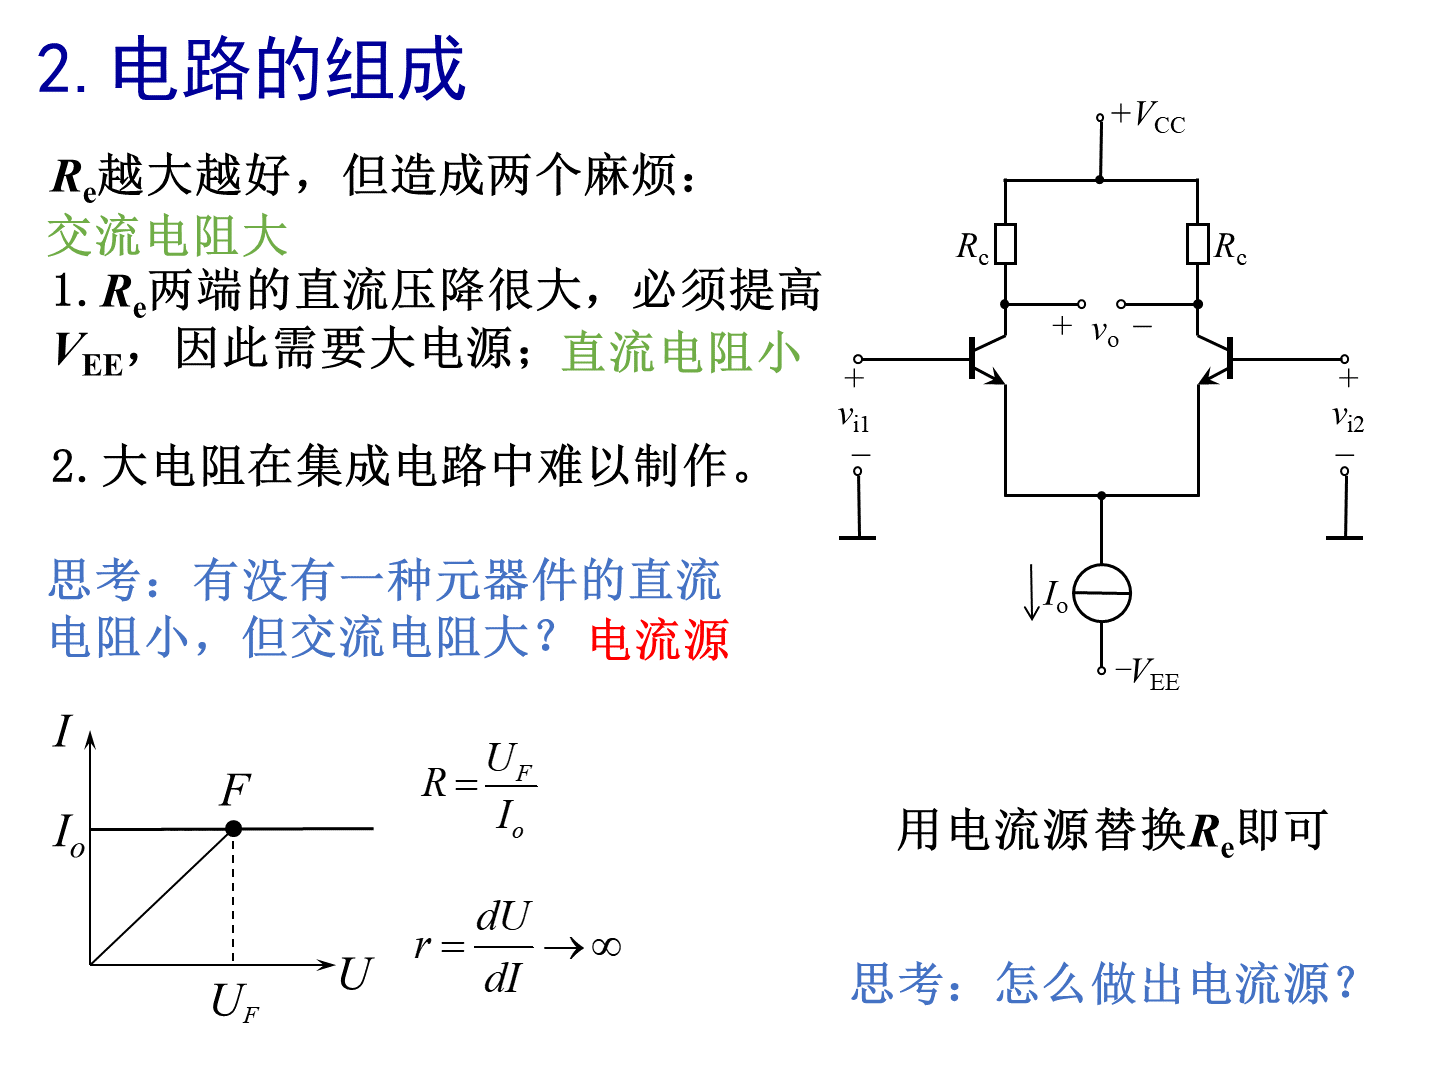 2. 电路的组成
Re越大越好，但造成两个麻烦：
交流电阻大
1. Re两端的直流压降很大，必须提高
VEE，因此需要大电源；直流电阻小
2. 大电阻在集成电路中难以制作。
思考：有没有一种元器件的直流
电阻小，但交流电阻大？ 电流源
I
F
Io
U
UF
R = UF / Io
r = dU / dI → ∞
+VCC
Rc
Rc
+ vo −
+
vi1
−
+
vi2
−
Io
−VEE
用电流源替换Re即可
思考：怎么做出电流源？